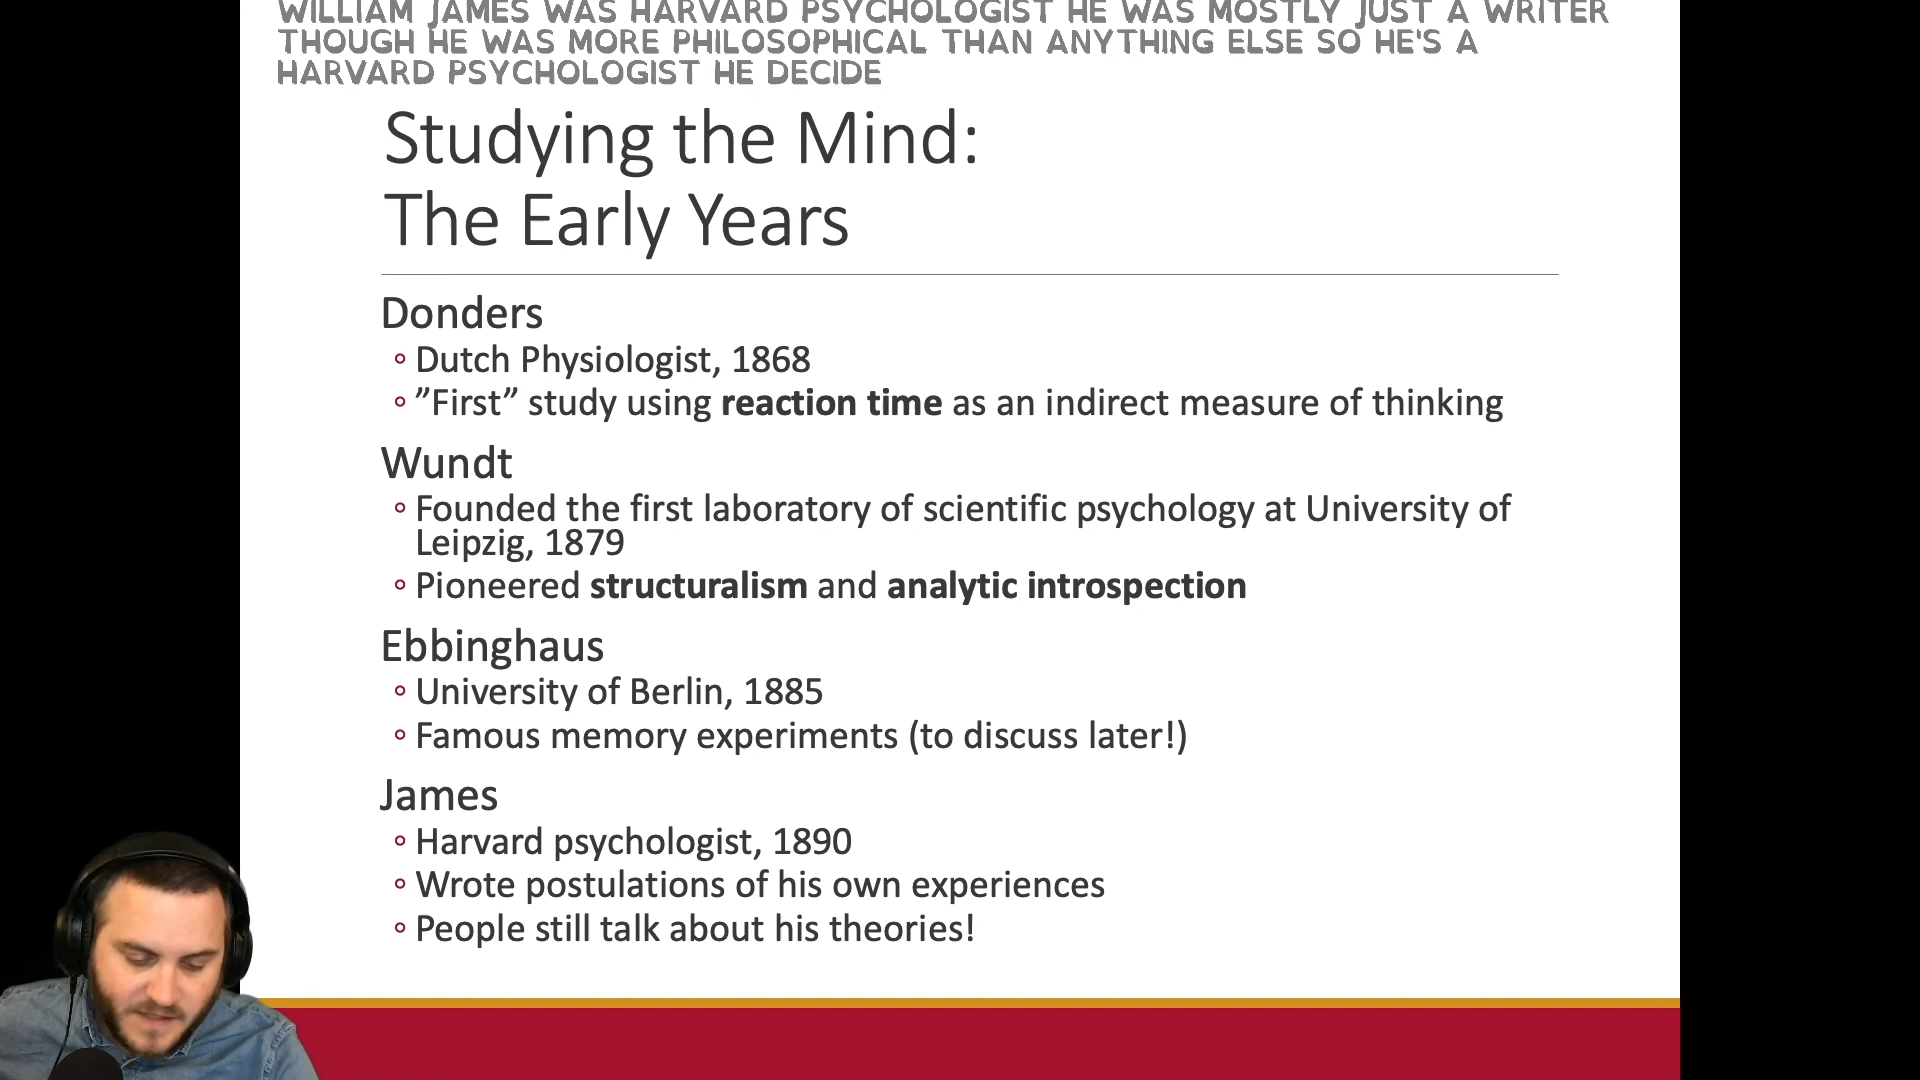 WILLIAM JAMES WAS HARVARD PSYCHOLOGIST HE WAS MOSTLY JUST A WRITER
THOUGH HE WAS MORE PHILOSOPHICAL THAN ANYTHING ELSE SO HE'S A
HARVARD PSYCHOLOGIST HE DECIDE
Studying the Mind:
The Early Years
Donders
◦ Dutch Physiologist, 1868
◦ ”First” study using reaction time as an indirect measure of thinking
Wundt
◦ Founded the first laboratory of scientific psychology at University of
Leipzig, 1879
◦ Pioneered structuralism and analytic introspection
Ebbinghaus
◦ University of Berlin, 1885
◦ Famous memory experiments (to discuss later!)
James
◦ Harvard psychologist, 1890
◦ Wrote postulations of his own experiences
◦ People still talk about his theories!